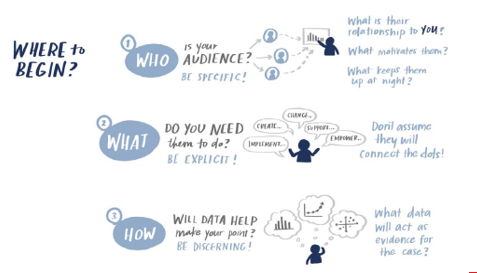 WHERE to
BEGIN?
1
WHO
is your
AUDIENCE?
BE SPECIFIC!
What is their
relationship to YOU?
What motivates them?
What keeps them
up at night?
2
WHAT
DO YOU NEED
them to do?
BE EXPLICIT!
CHANGE...
CREATE...
SUPPORT...
IMPLEMENT...
EMPOWER...
Don't assume
they will
connect the dots!
3
HOW
WILL DATA HELP
make your point?
BE DISCERNING!
What data
will act as
evidence for
the case?